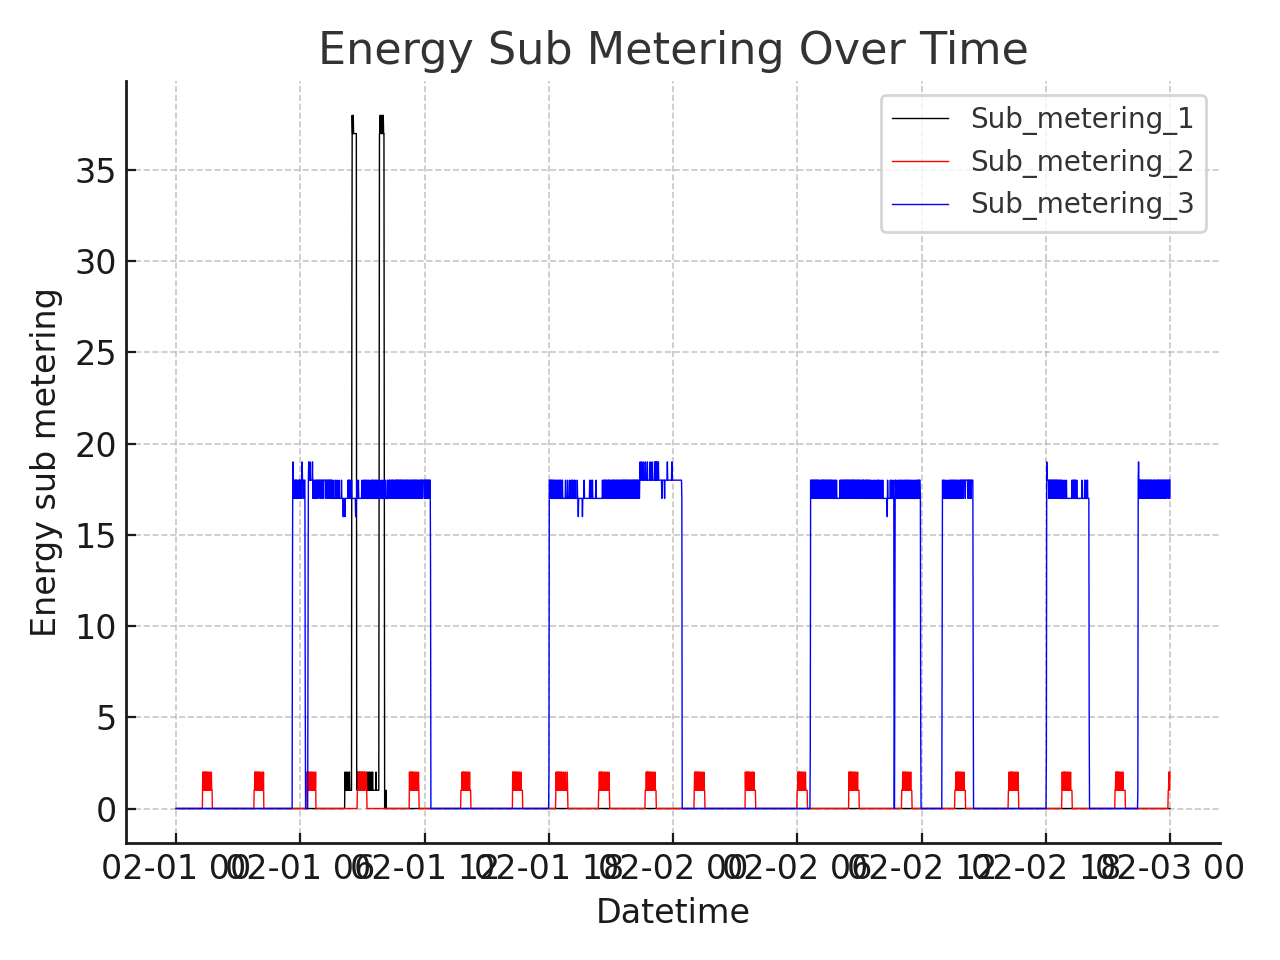 Energy Sub Metering Over Time
Sub_metering_1
Sub_metering_2
Sub_metering_3
Energy sub metering
35
30
25
20
15
10
5
0
02-01 00
02-01 06
02-01 12
02-01 18
02-02 00
02-02 06
02-02 12
02-02 18
02-03 00
Datetime